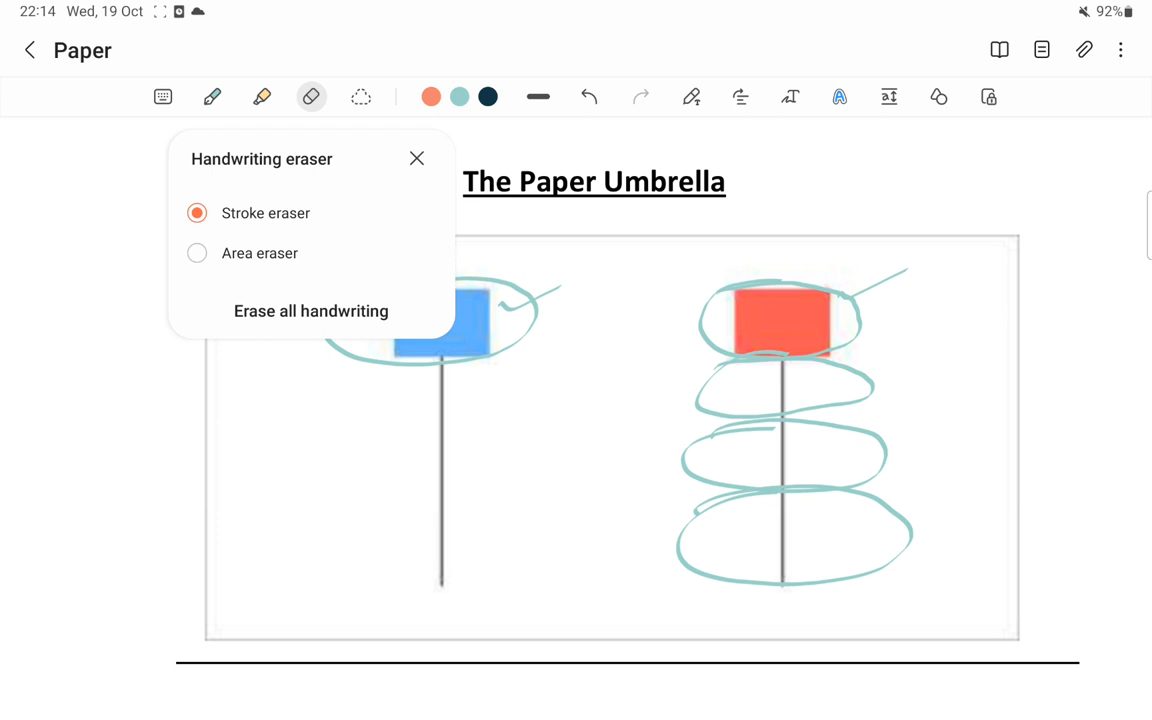 22:14 Wed, 19 Oct 92%
Paper
Handwriting eraser
Stroke eraser
Area eraser
Erase all handwriting
The Paper Umbrella